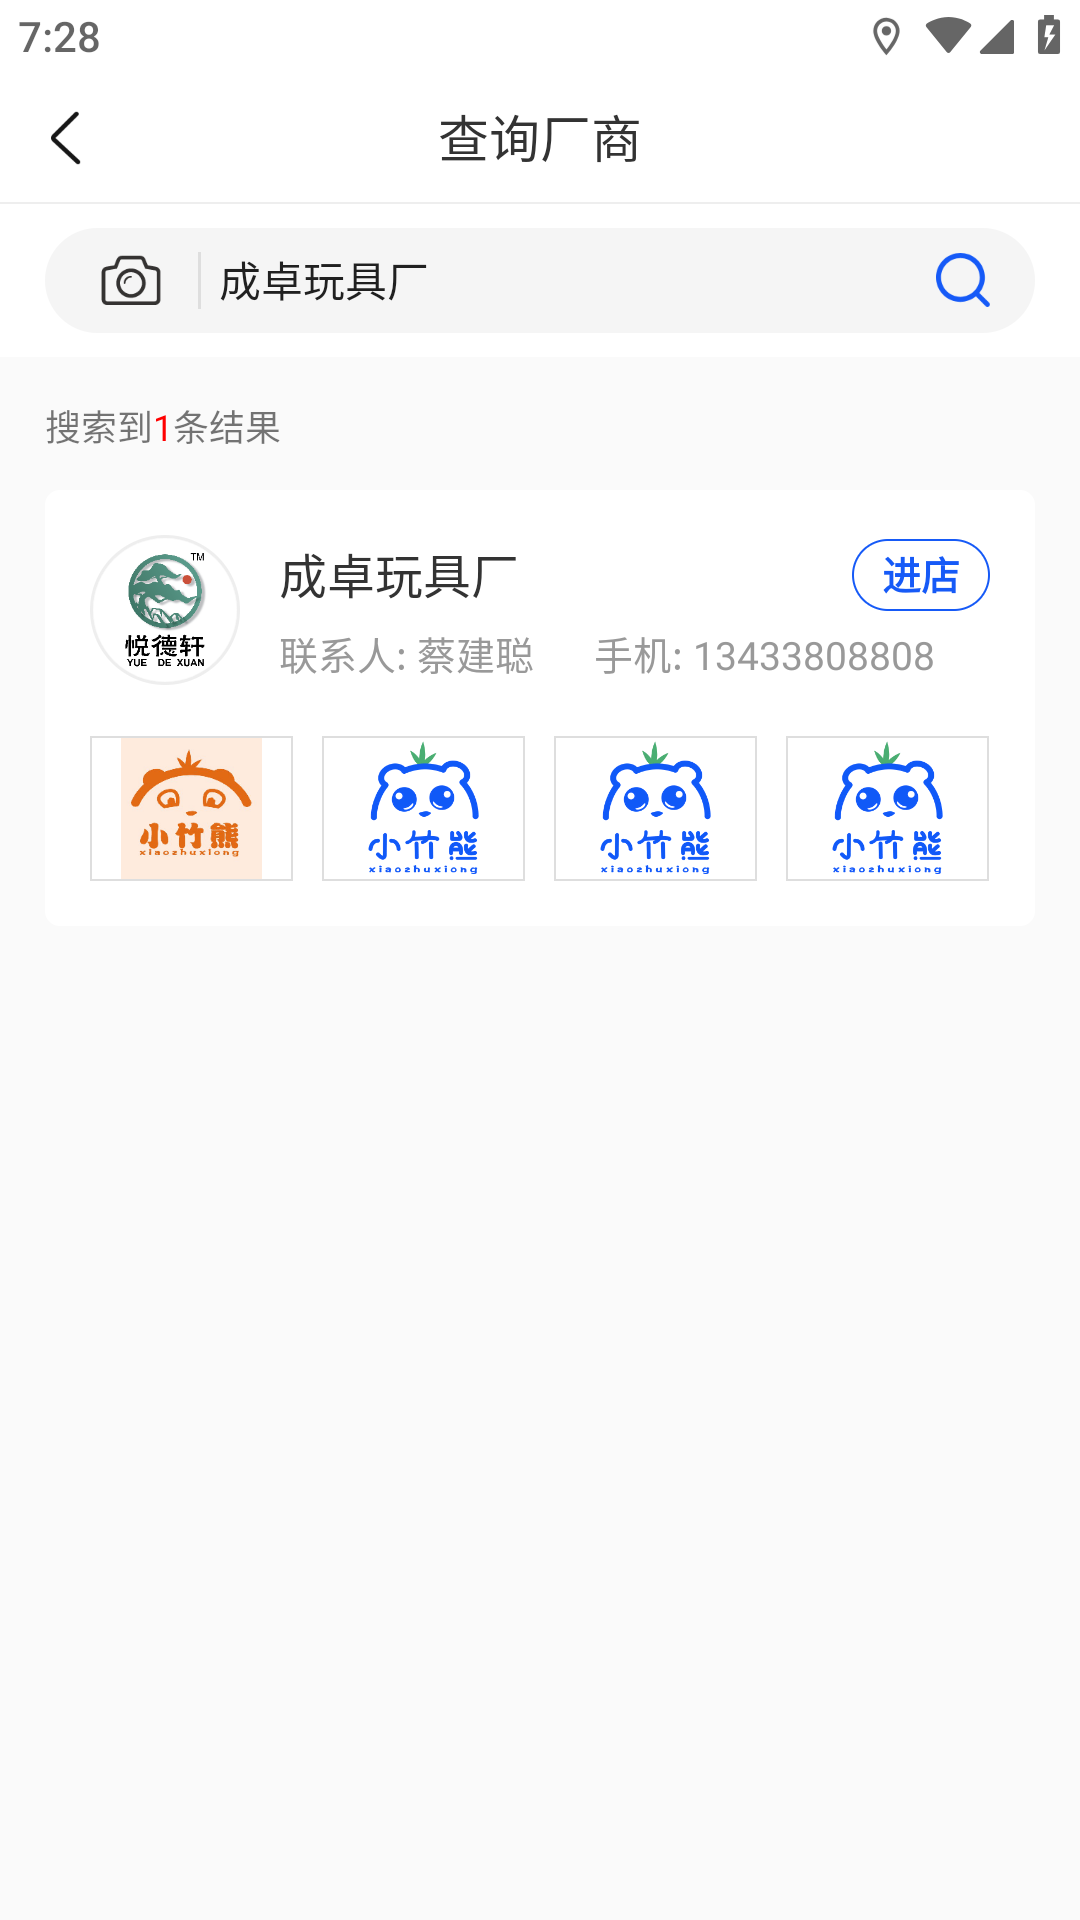 7:28
查询厂商
成卓玩具厂
搜索到1条结果
TM
悦德轩
YUE DE XUAN
成卓玩具厂
进店
联系人: 蔡建聪 手机: 13433808808
小竹熊
xiaozhuxiong
小竹熊
xiaozhuxiong
小竹熊
xiaozhuxiong
小竹熊
xiaozhuxiong